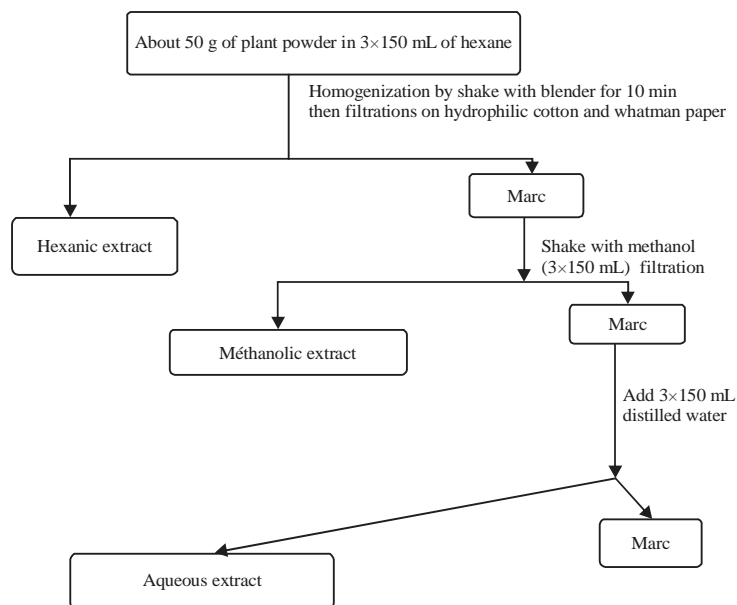 About 50 g of plant powder in 3×150 mL of hexane
Homogenization by shake with blender for 10 min
then filtrations on hydrophilic cotton and whatman paper
Marc
Hexanic extract
Shake with methanol
(3×150 mL) filtration
Marc
Méthanolic extract
Add 3×150 mL
distilled water
Marc
Aqueous extract